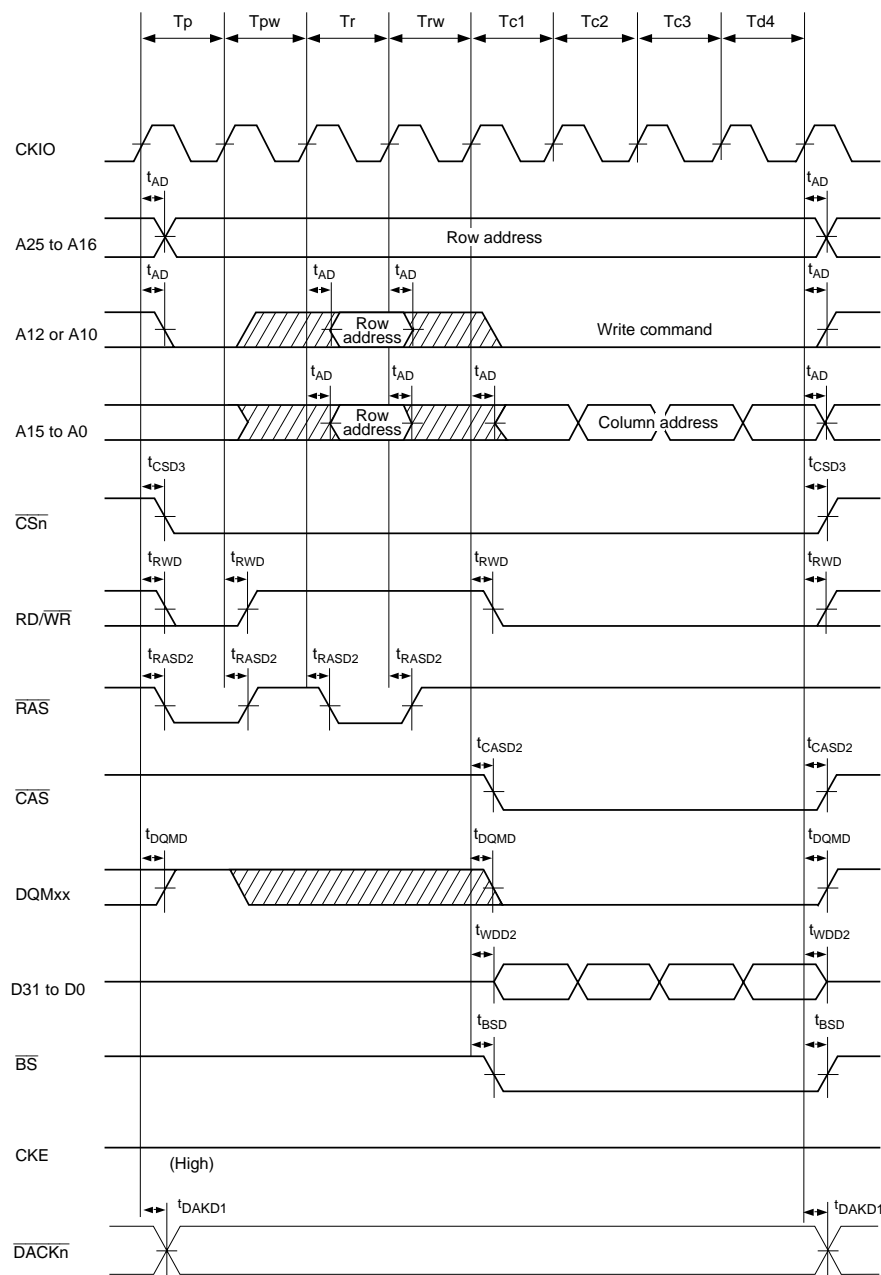 Tp Tpw Tr Trw Tc1 Tc2 Tc3 Td4
CKIO
tAD tAD
A25 to A16 Row address
tAD tAD tAD tAD
A12 or A10 Row address Write command
tAD tAD tAD tAD
A15 to A0 Row address Column address
tCSD3 tCSD3
CSn
tRWD tRWD tRWD tRWD
RD/WR
tRASD2 tRASD2 tRASD2 tRASD2
RAS
tCASD2 tCASD2
CAS
tDQMD tDQMD tDQMD
DQMxx
tWDD2 tWDD2
D31 to D0
tBSD tBSD
BS
CKE
(High)
tDAKD1 tDAKD1
DACKn